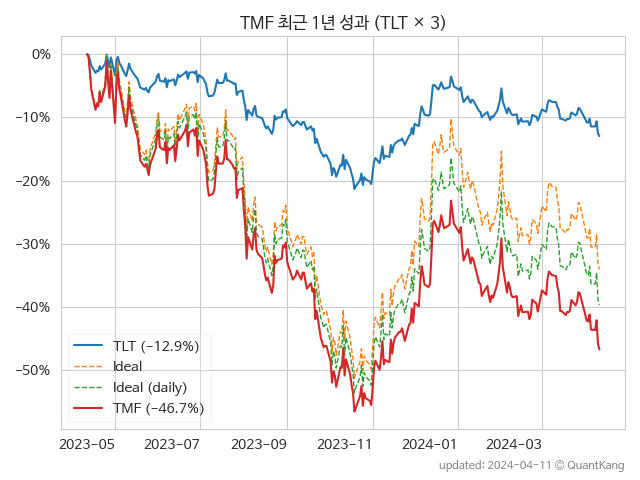 TMF 최근 1년 성과 (TLT × 3)
0%
−10%
−20%
−30%
−40%
−50%
TLT (−12.9%)
Ideal
Ideal (daily)
TMF (−46.7%)
2023−05
2023−07
2023−09
2023−11
2024−01
2024−03
updated: 2024−04−11 © QuantKang